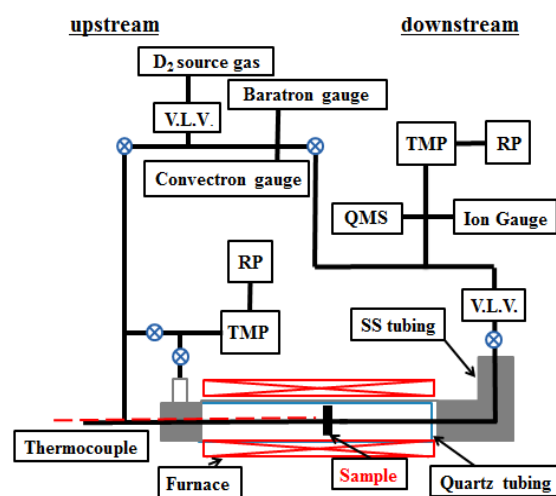 upstream
downstream
D2 source gas
Baratron gauge
V.L.V.
TMP
RP
Convectron gauge
QMS
Ion Gauge
RP
V.L.V.
SS tubing
TMP
Thermocouple
Furnace
Sample
Quartz tubing